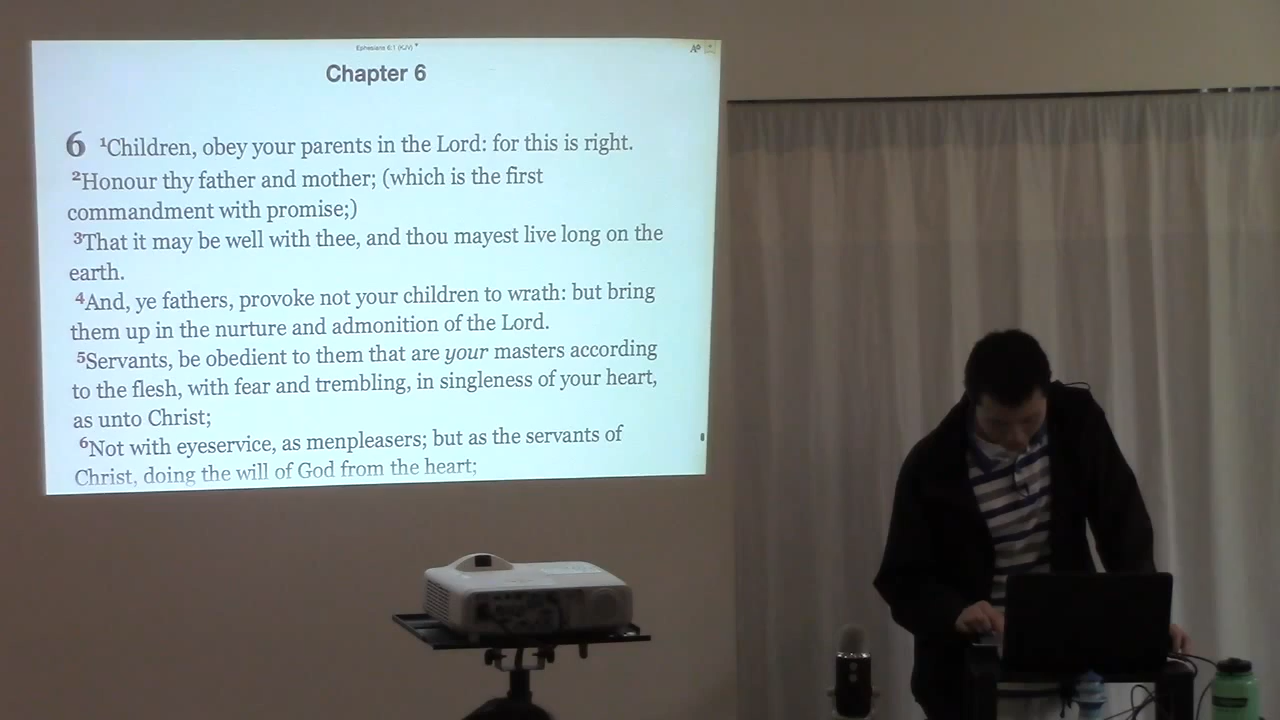 Ephesians 6:1 (KJV)
Chapter 6
6 ¹Children, obey your parents in the Lord: for this is right.
²Honour thy father and mother; (which is the first
commandment with promise;)
³That it may be well with thee, and thou mayest live long on the
earth.
⁴And, ye fathers, provoke not your children to wrath: but bring
them up in the nurture and admonition of the Lord.
⁵Servants, be obedient to them that are your masters according
to the flesh, with fear and trembling, in singleness of your heart,
as unto Christ;
⁶Not with eyeservice, as menpleasers; but as the servants of
Christ, doing the will of God from the heart;